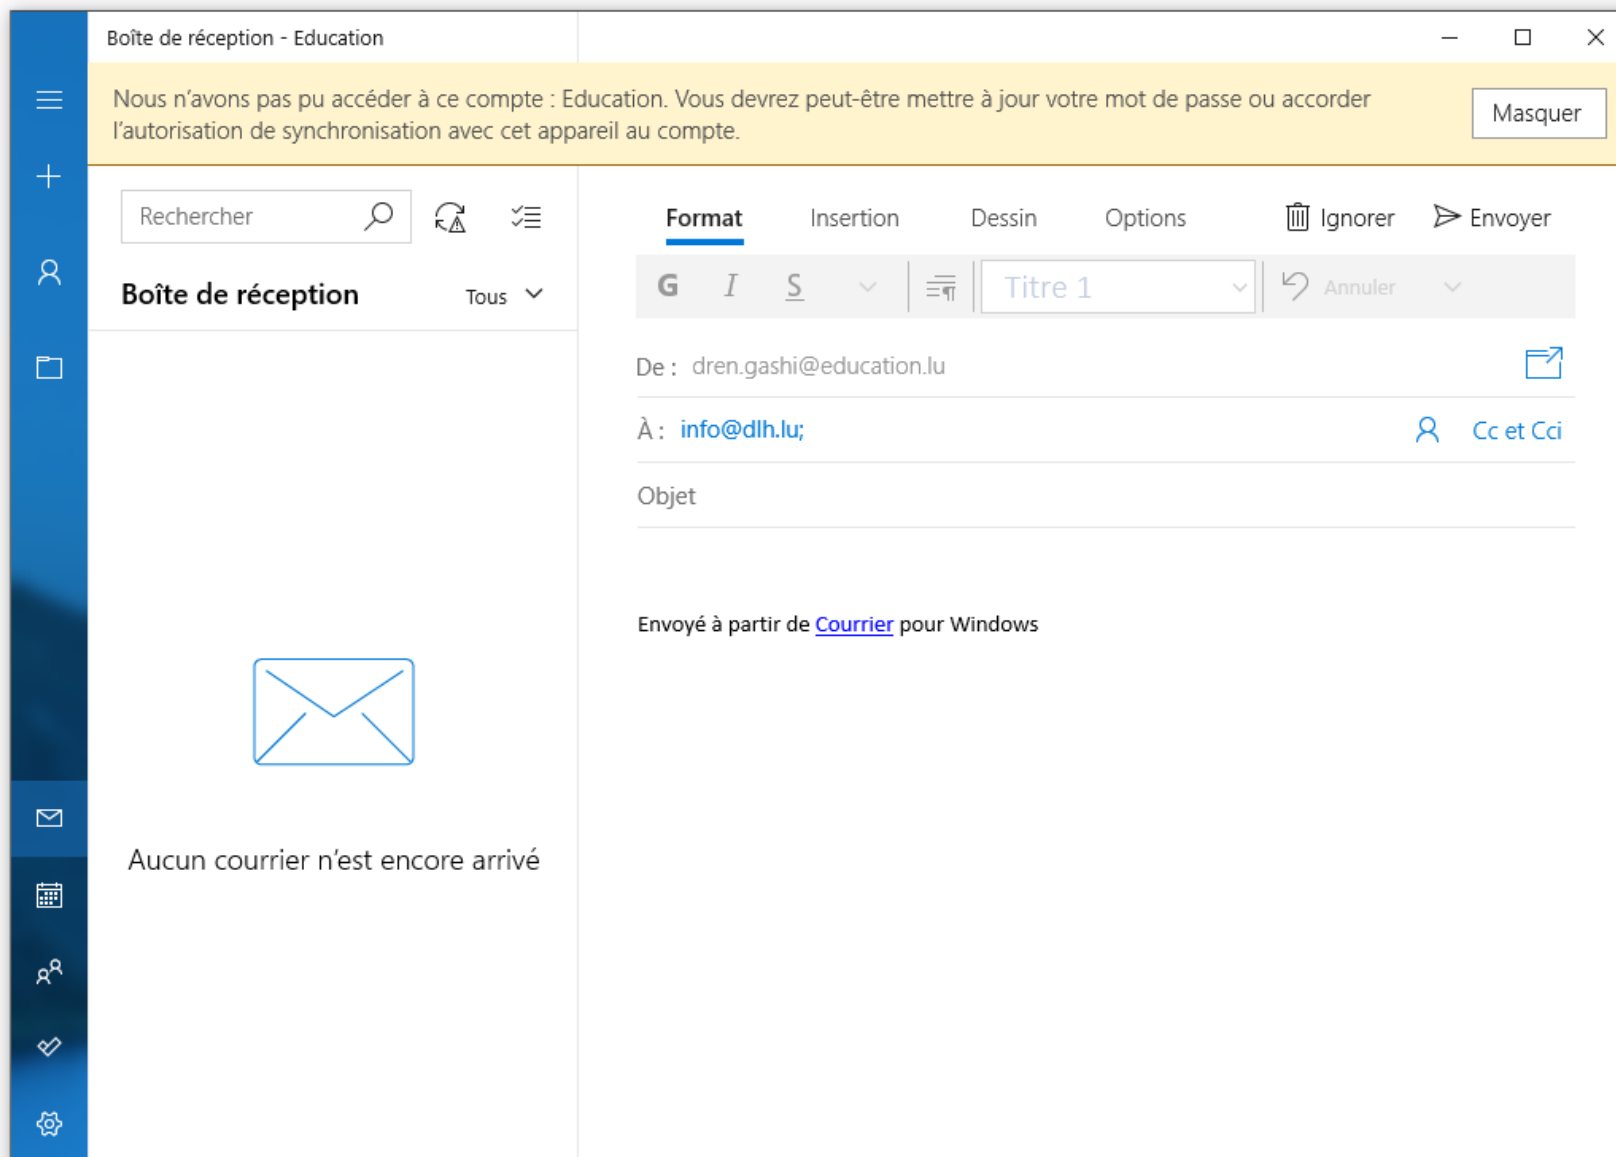 Boîte de réception - Education
Nous n’avons pas pu accéder à ce compte : Education. Vous devrez peut-être mettre à jour votre mot de passe ou accorder
l’autorisation de synchronisation avec cet appareil au compte.
Masquer
Rechercher
Boîte de réception
Tous
Aucun courrier n’est encore arrivé
Format
Insertion
Dessin
Options
Ignorer
Envoyer
G
I
S
Titre 1
Annuler
De : dren.gashi@education.lu
À : info@dlh.lu;
Cc et Cci
Objet
Envoyé à partir de Courrier pour Windows